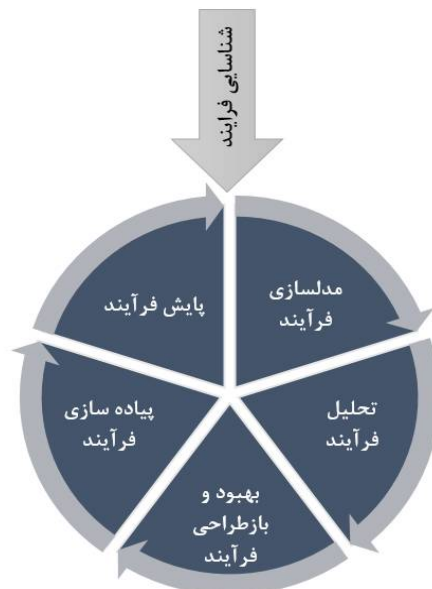 شناسایی فرایند
مدلسازی
فرآیند
تحلیل
فرآیند
بهبود و
بازطراحی
فرآیند
پیاده سازی
فرآیند
پایش فرآیند